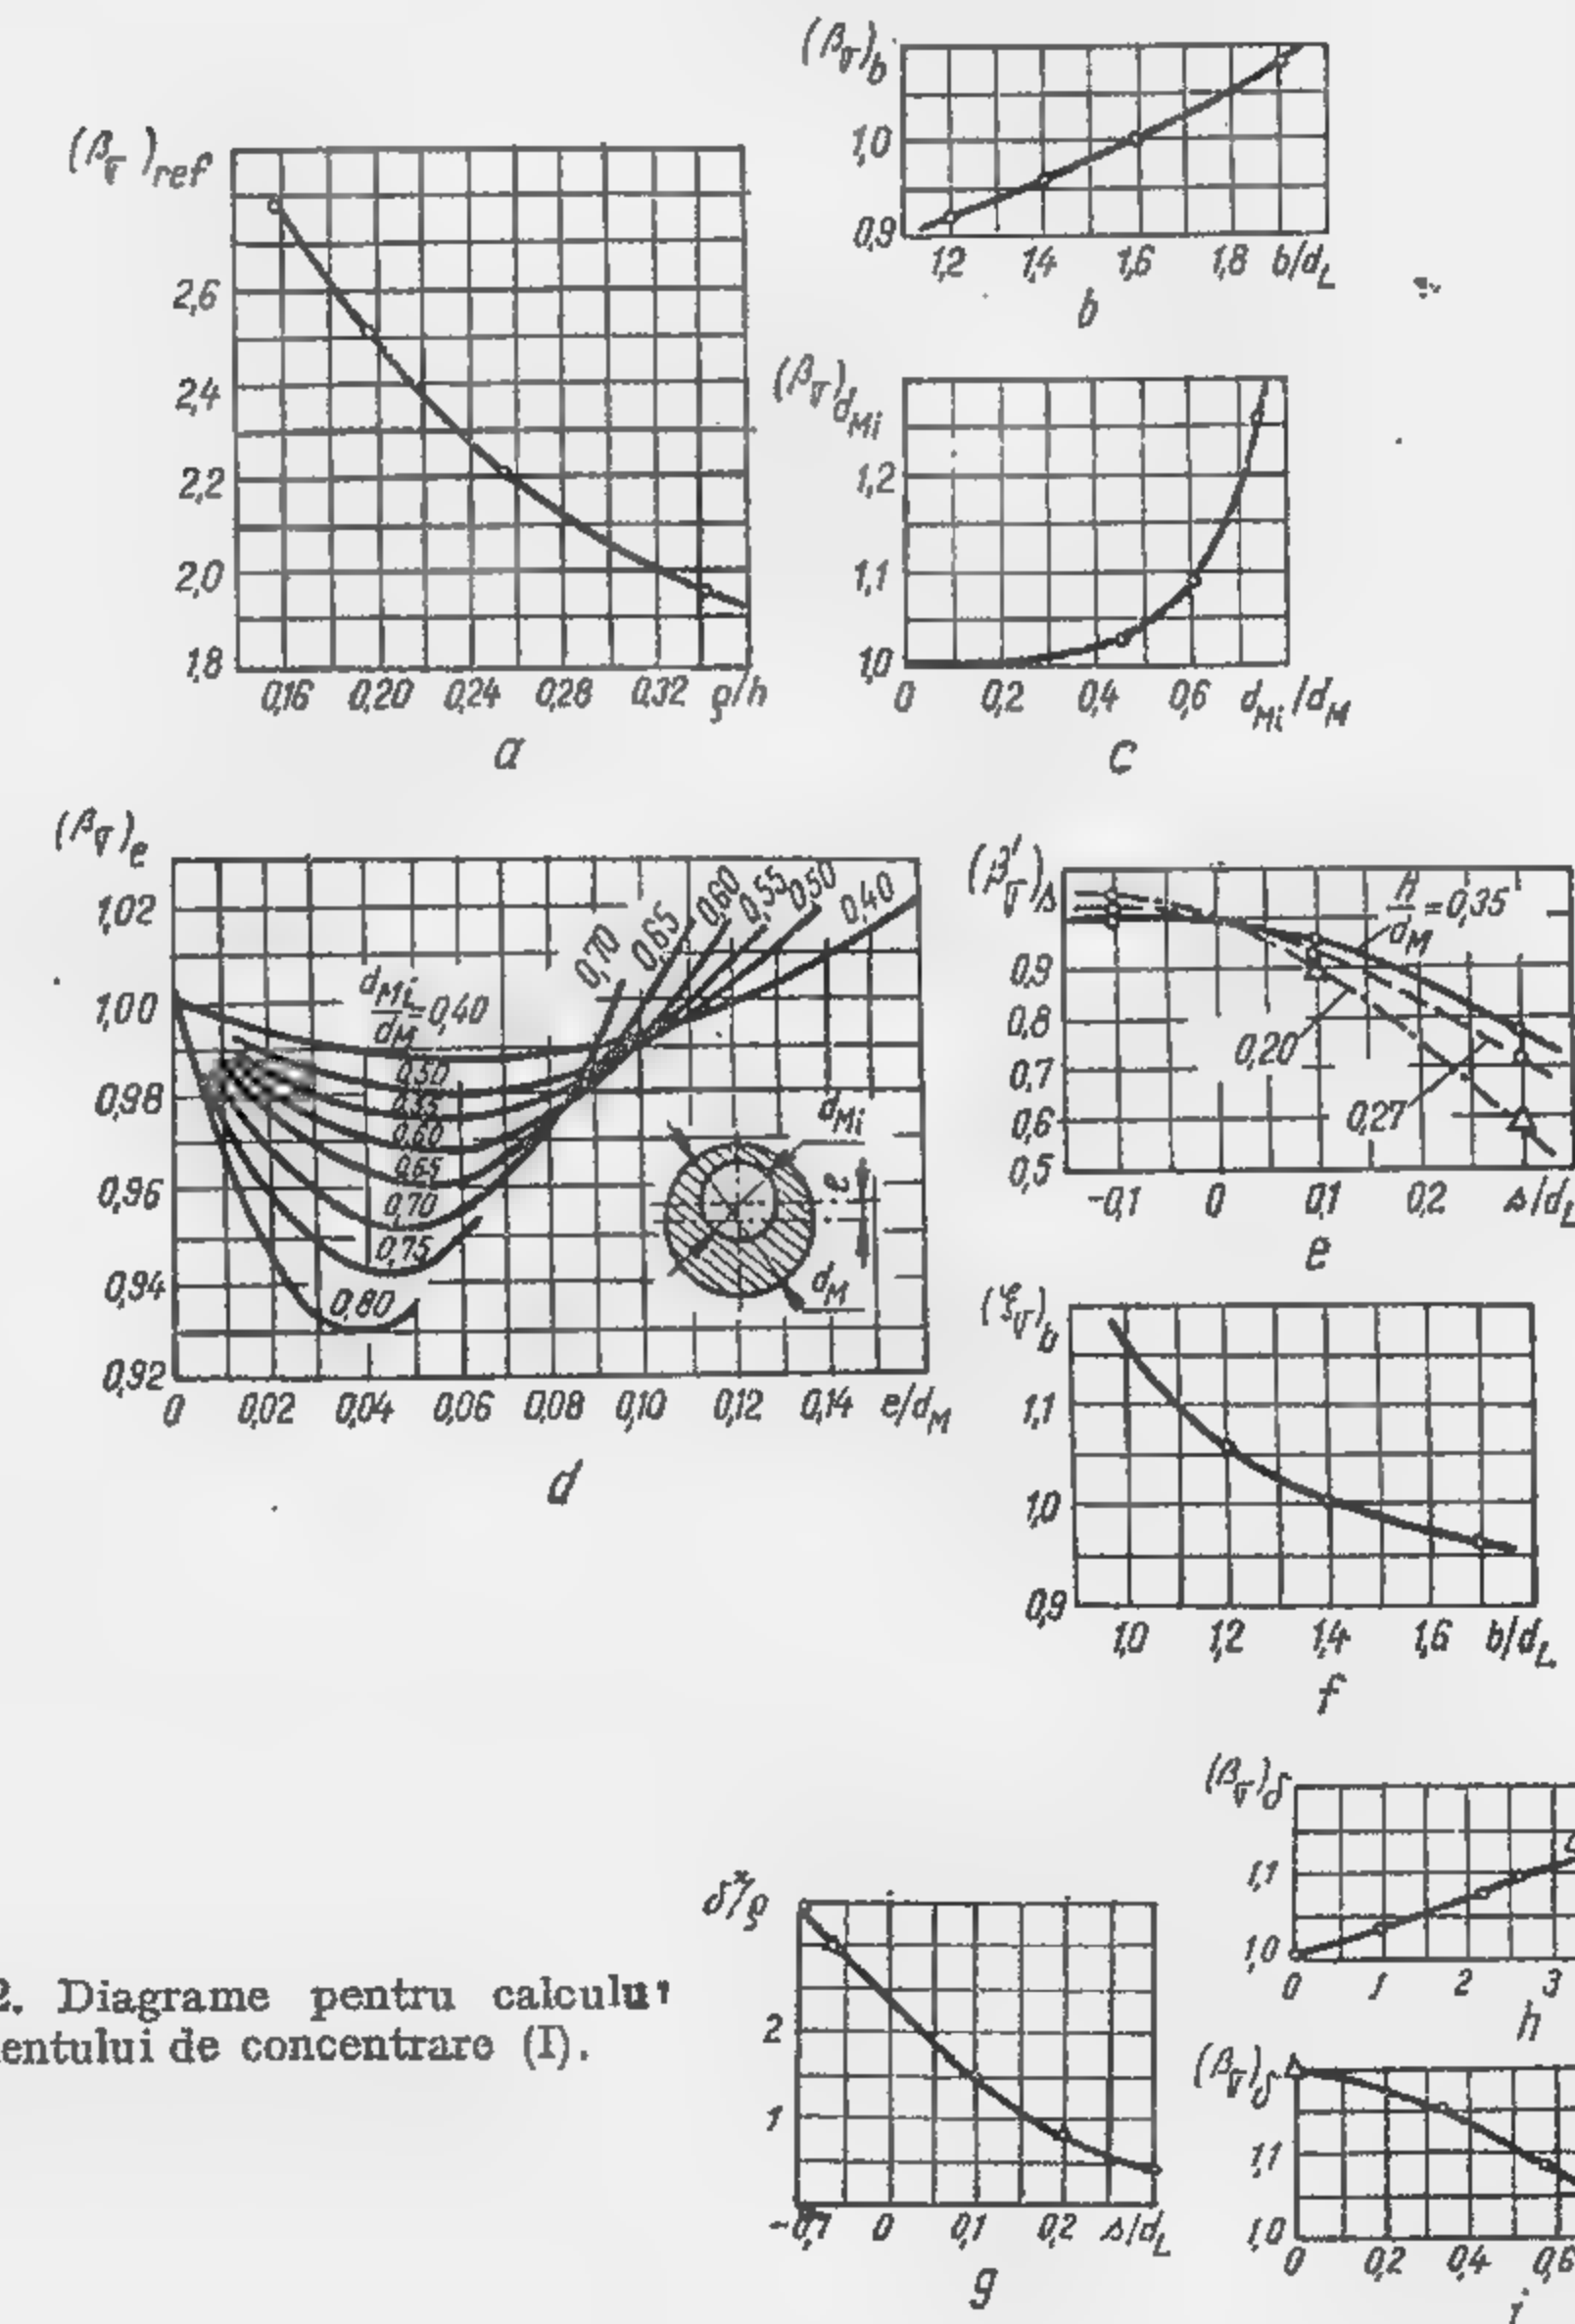 (βσ)ref
2,6
2,4
2,2
2,0
1,8
0,16 0,20 0,24 0,28 0,32 ρ/h
a
(βσ)b
1,0
0,9
1,2 1,4 1,6 1,8 b/dL
b
(βσ)dMi
1,2
1,1
1,0
0 0,2 0,4 0,6 dMi/dM
c
(βσ)e
1,02
1,00
0,98
0,96
0,94
0,92
0 0,02 0,04 0,06 0,08 0,10 0,12 0,14 e/dM
dMi/dM=0,40
0,50
0,55
0,60
0,65
0,70
0,75
0,80
0,70 0,65 0,60 0,55 0,50 0,40
dMi
e
dM
d
(β'σ)s
0,9
0,8
0,7
0,6
0,5
h/dM=0,35
0,20
0,27
-0,1 0 0,1 0,2 s/dL
e
(ξσ)b
1,1
1,0
0,9
1,0 1,2 1,4 1,6 b/dL
f
2. Diagrame pentru calculul
entului de concentrare (I).
δ*/ρ
2
1
-0,1 0 0,1 0,2 s/dL
g
(βσ)δ
1,1
1,0
0 1 2 3
h
(βσ)δ
1,1
1,0
0 0,2 0,4 0,6
i